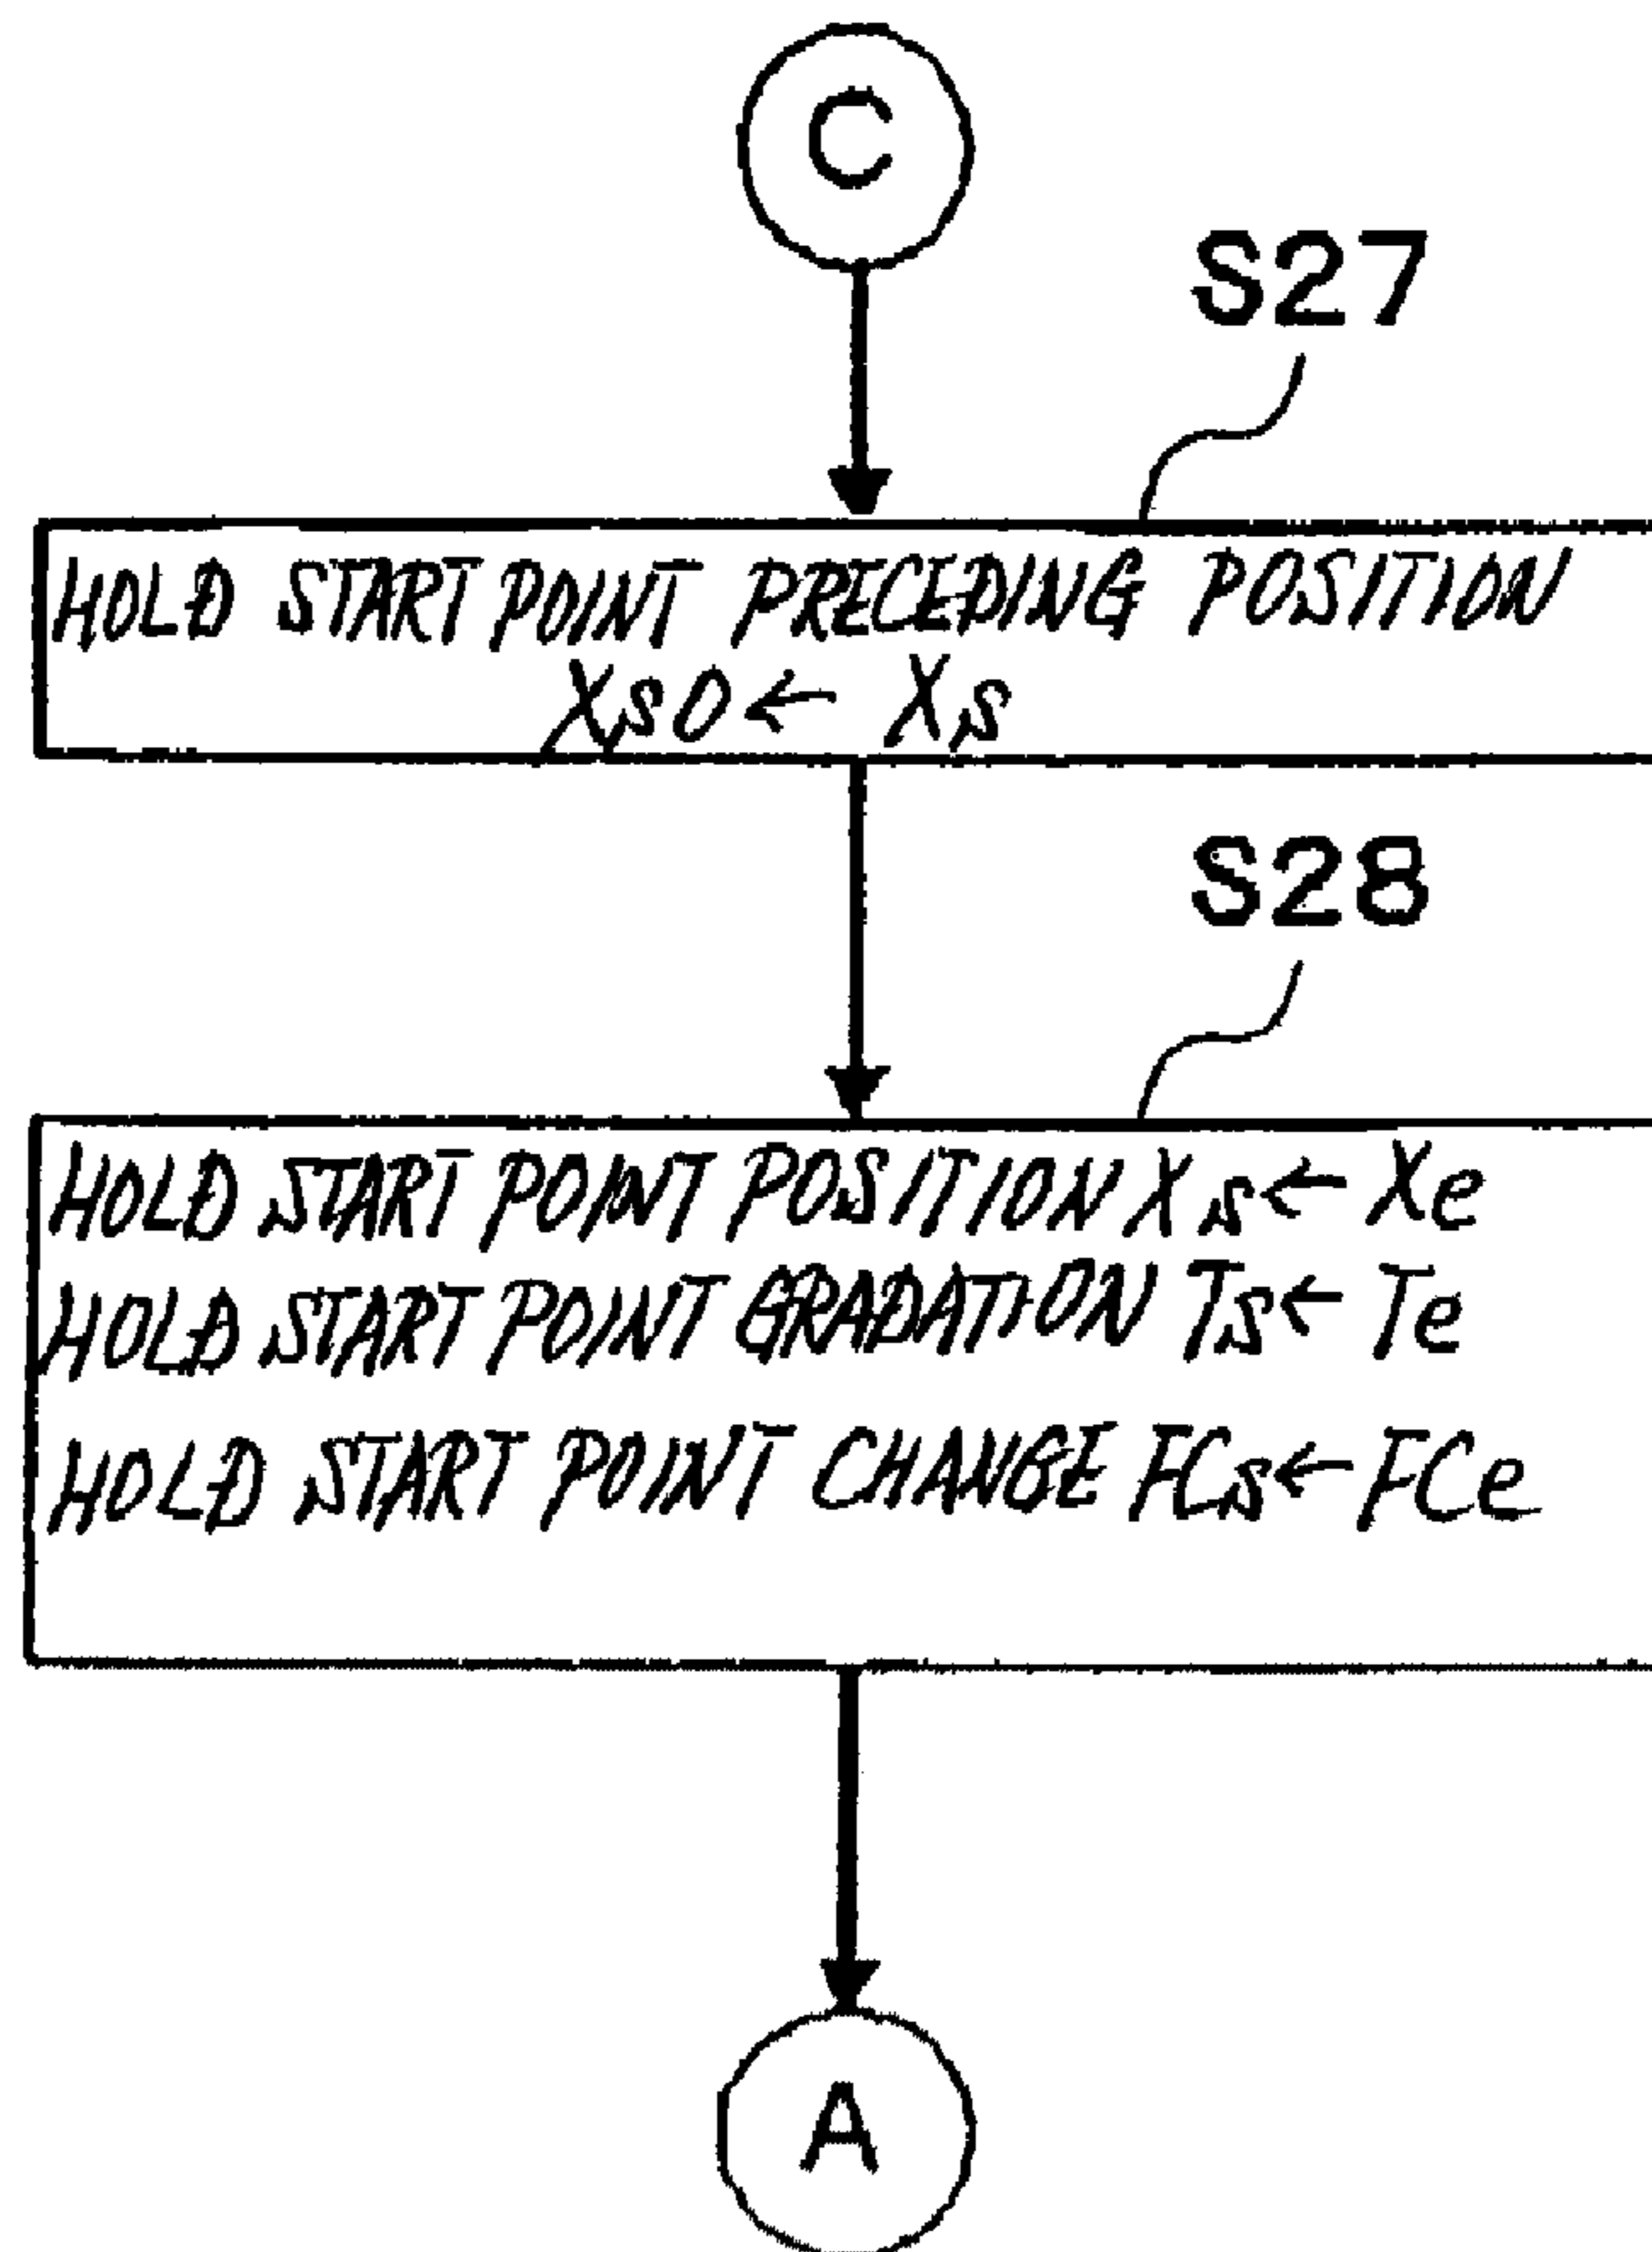 C
S27
HOLD START POINT PRECEDING POSITION
Xso ← Xs
S28
HOLD START POINT POSITION Xs ← Xe
HOLD START POINT GRADATION Ts ← Te
HOLD START POINT CHANGE FCs ← FCe
A